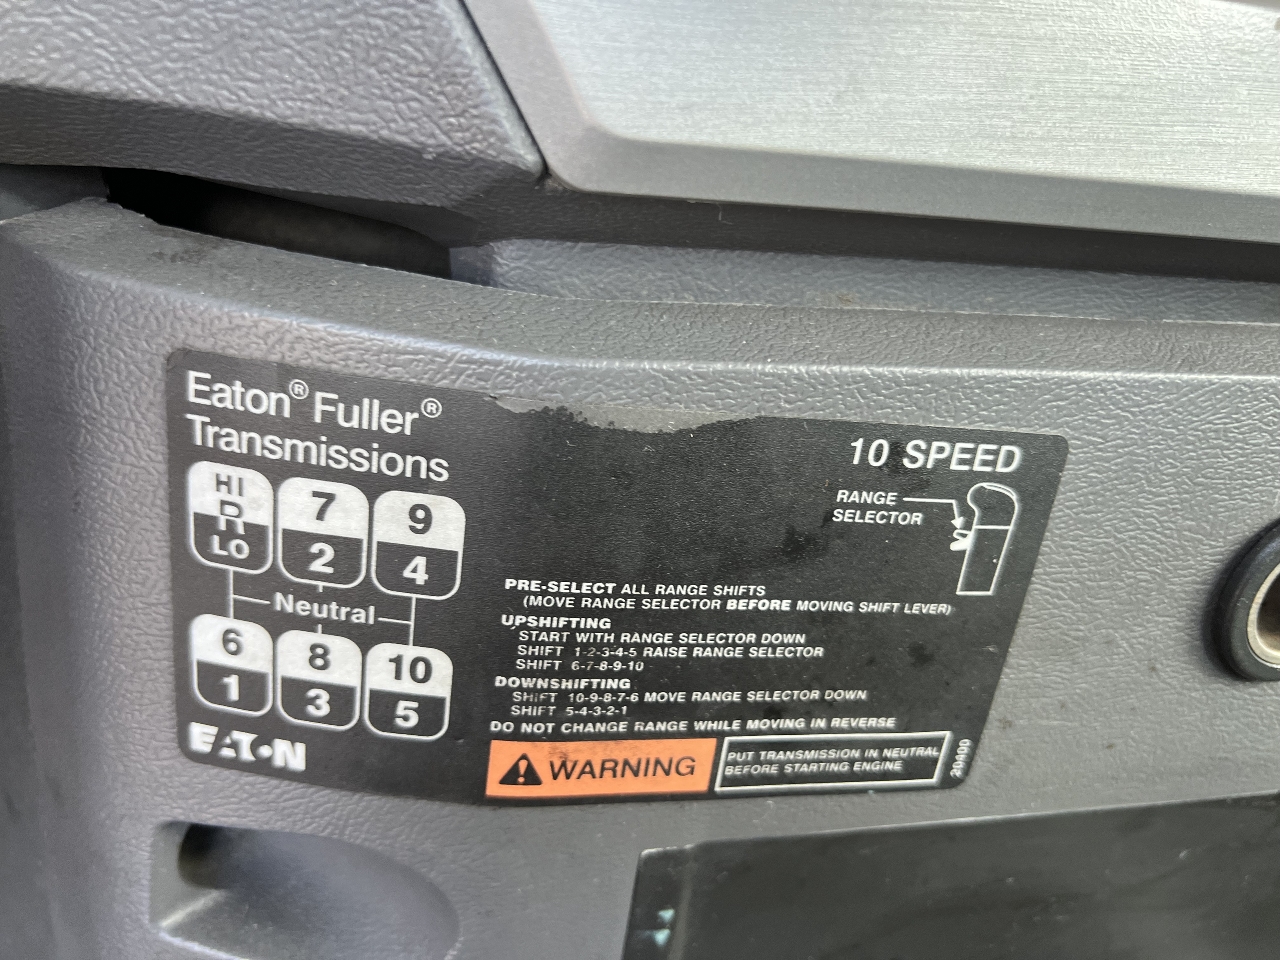 Eaton® Fuller®
Transmissions
10 SPEED
RANGE
SELECTOR
HI
R
LO
7
2
9
4
Neutral
6
1
8
3
10
5
EATON
PRE-SELECT ALL RANGE SHIFTS
(MOVE RANGE SELECTOR BEFORE MOVING SHIFT LEVER)
UPSHIFTING
START WITH RANGE SELECTOR DOWN
SHIFT 1-2-3-4-5 RAISE RANGE SELECTOR
SHIFT 6-7-8-9-10
DOWNSHIFTING
SHIFT 10-9-8-7-6 MOVE RANGE SELECTOR DOWN
SHIFT 5-4-3-2-1
DO NOT CHANGE RANGE WHILE MOVING IN REVERSE
WARNING
PUT TRANSMISSION IN NEUTRAL
BEFORE STARTING ENGINE